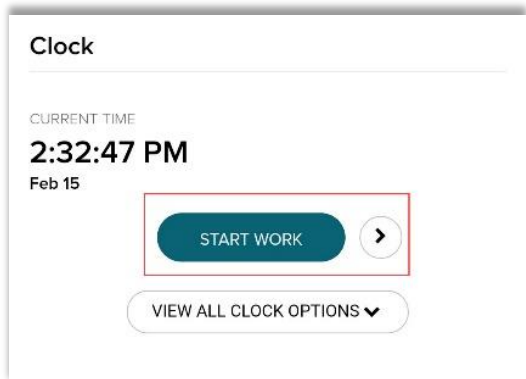 Clock
CURRENT TIME
2:32:47 PM
Feb 15
START WORK
VIEW ALL CLOCK OPTIONS